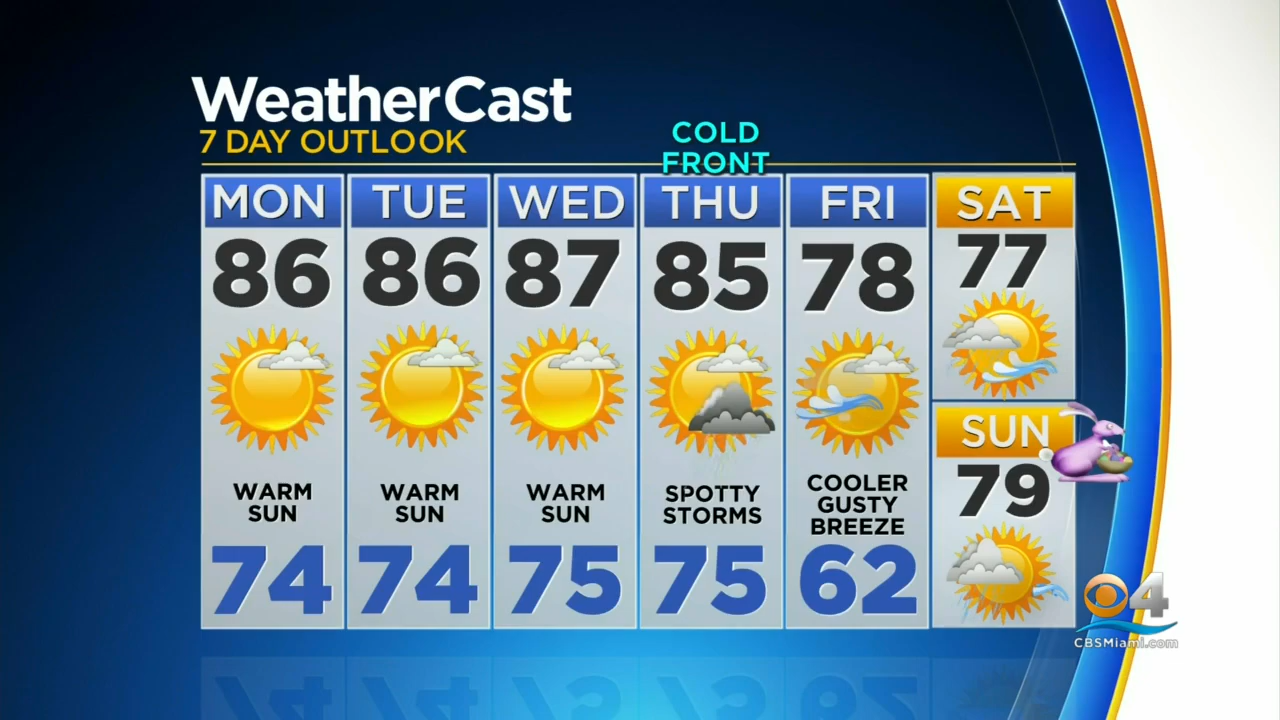 WeatherCast
7 DAY OUTLOOK
COLD
FRONT
MON
86
WARM
SUN
74
TUE
86
WARM
SUN
74
WED
87
WARM
SUN
75
THU
85
SPOTTY
STORMS
75
FRI
78
COOLER
GUSTY
BREEZE
62
SAT
77
SUN
79
4
CBSMiami.com